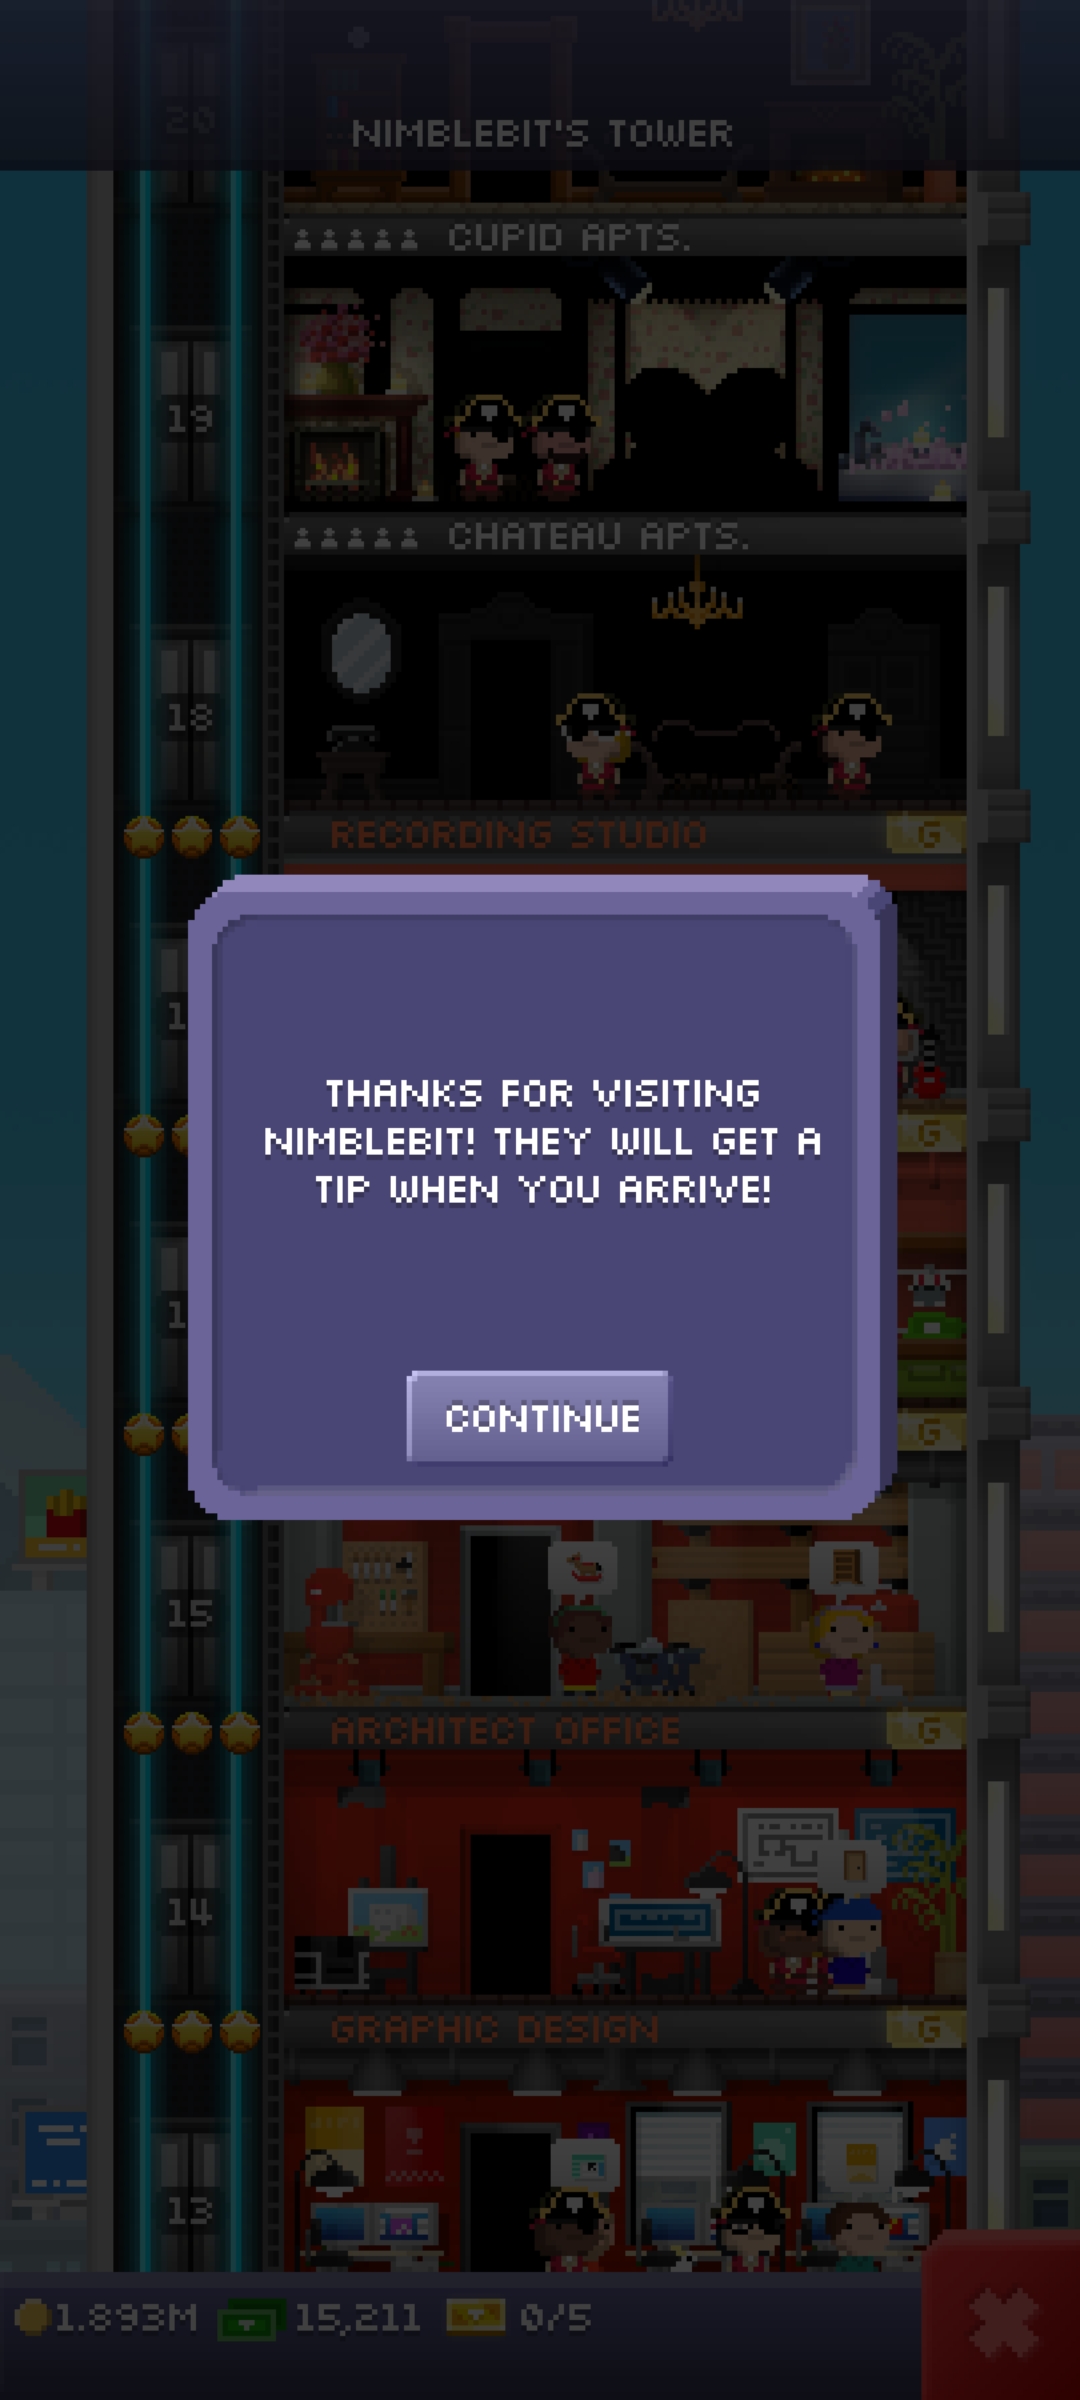 20
NIMBLEBIT'S TOWER
CUPID APTS.
19
CHATEAU APTS.
18
RECORDING STUDIO G
THANKS FOR VISITING
NIMBLEBIT! THEY WILL GET A
TIP WHEN YOU ARRIVE!
G
G
CONTINUE
15
ARCHITECT OFFICE G
14
GRAPHIC DESIGN G
13
1.893M 15,211 0/5